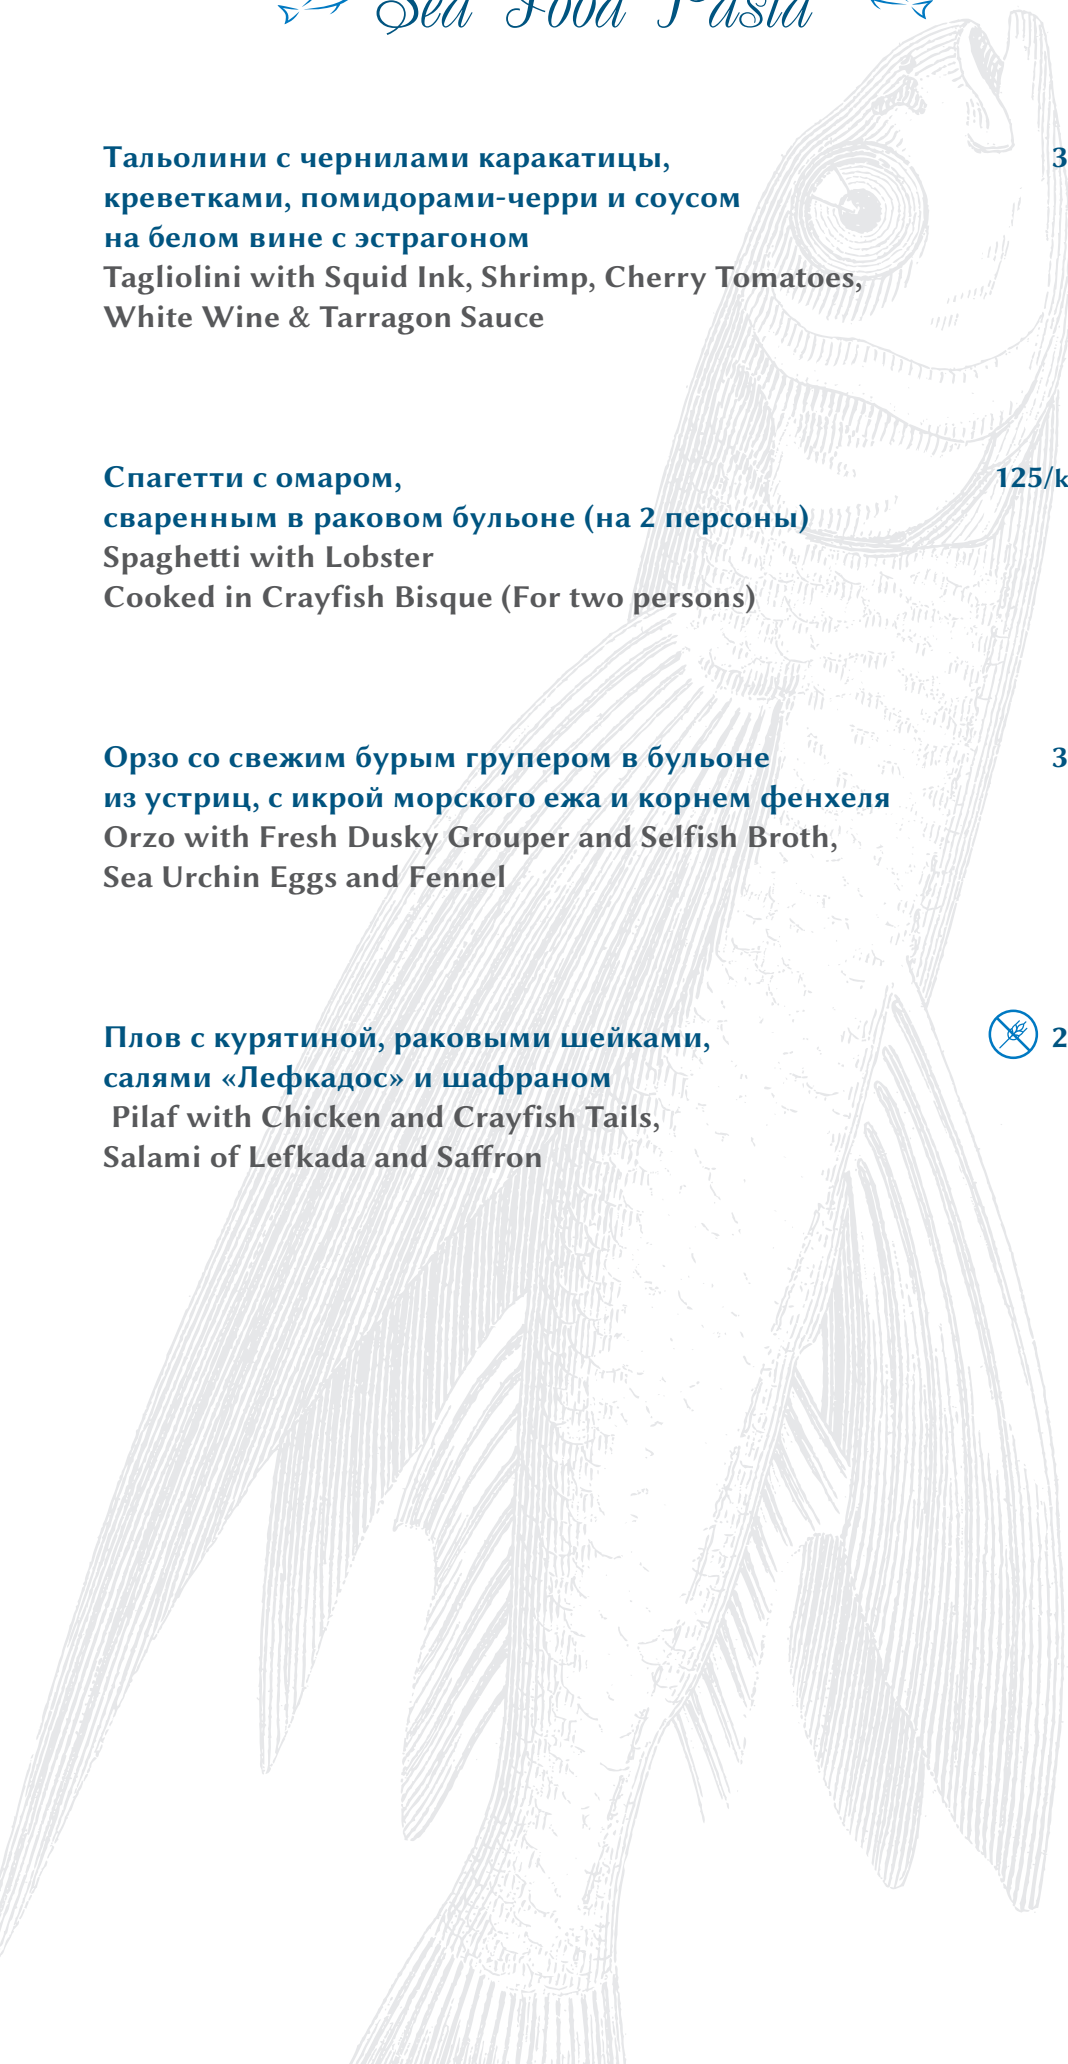 Sea Food Pasta
Тальолини с чернилами каракатицы, 3
креветками, помидорами-черри и соусом
на белом вине с эстрагоном
Tagliolini with Squid Ink, Shrimp, Cherry Tomatoes,
White Wine & Tarragon Sauce
Спагетти с омаром, 125/k
сваренным в раковом бульоне (на 2 персоны)
Spaghetti with Lobster
Cooked in Crayfish Bisque (For two persons)
Орзо со свежим бурым групером в бульоне 3
из устриц, с икрой морского ежа и корнем фенхеля
Orzo with Fresh Dusky Grouper and Selfish Broth,
Sea Urchin Eggs and Fennel
Плов с курятиной, раковыми шейками, 2
салями «Лефкадос» и шафраном
Pilaf with Chicken and Crayfish Tails,
Salami of Lefkada and Saffron